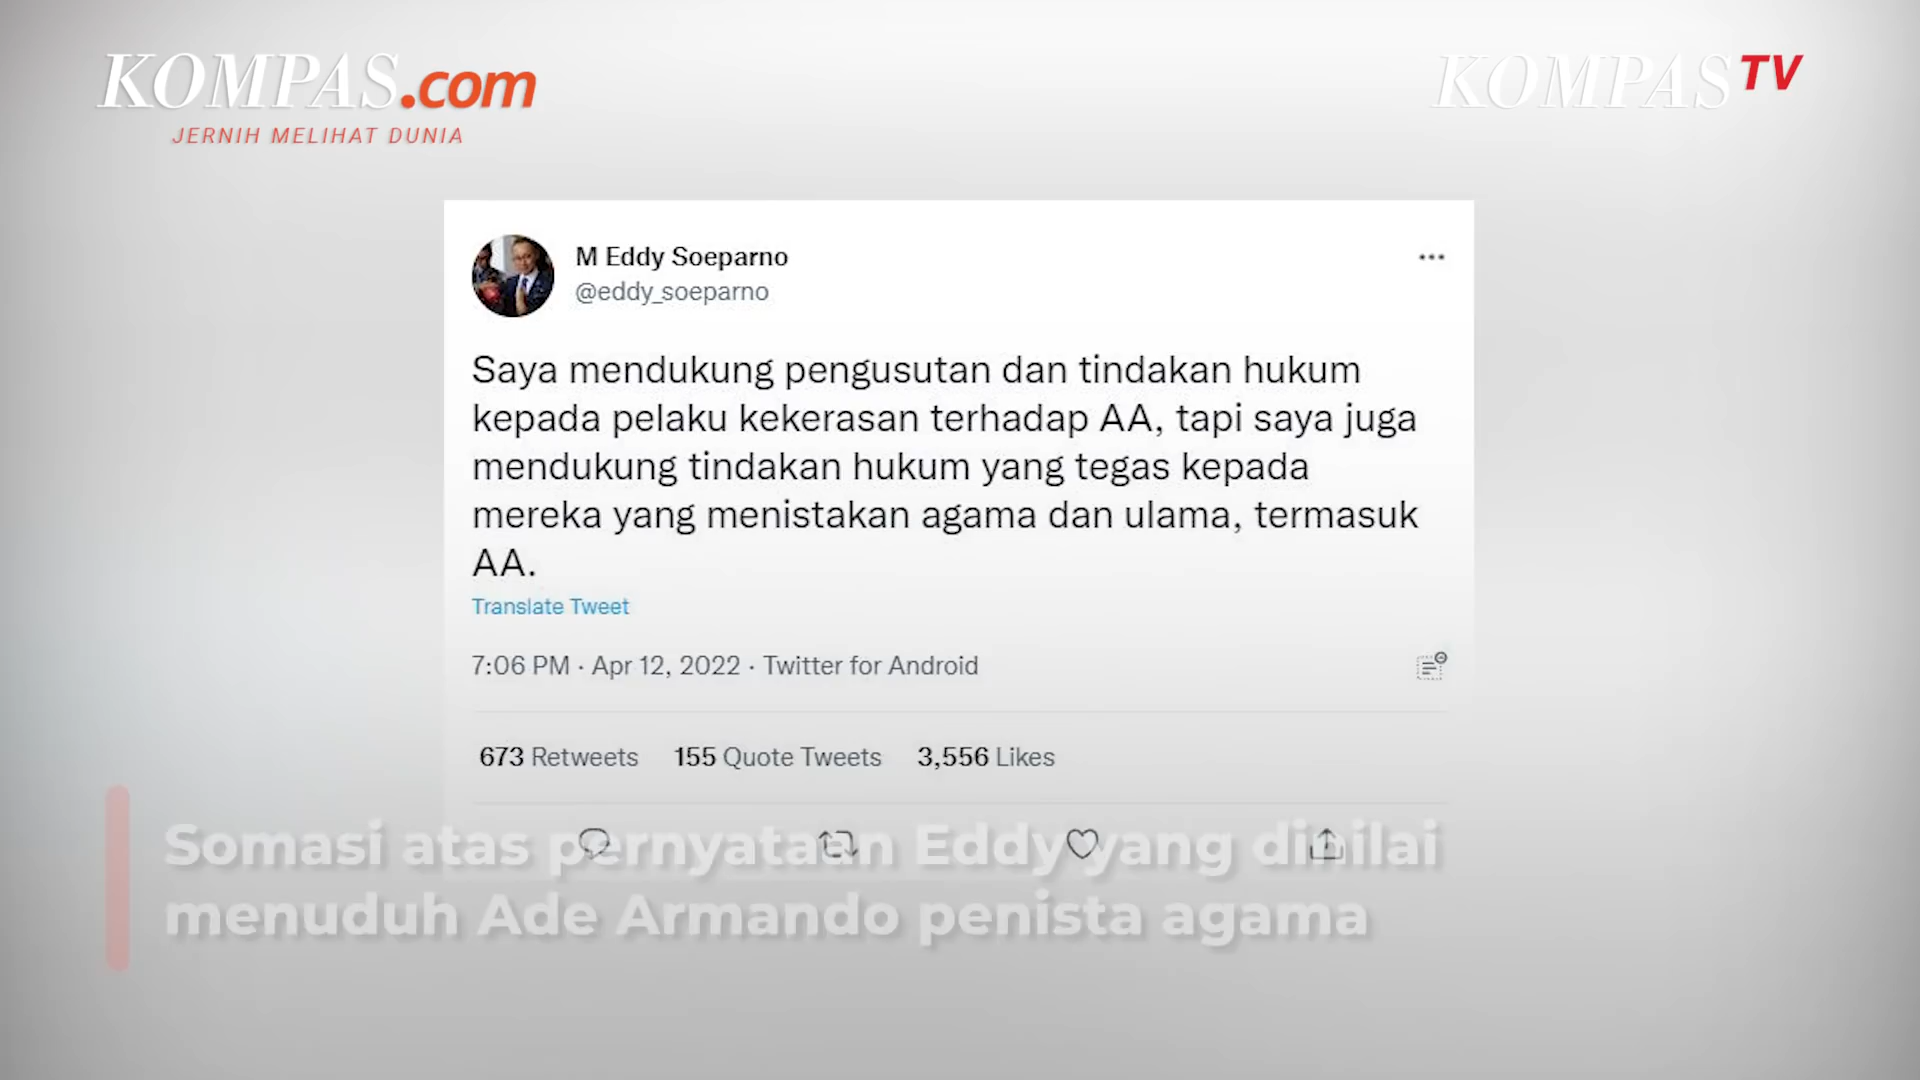 KOMPAS.com
JERNIH MELIHAT DUNIA
KOMPAS TV
M Eddy Soeparno
@eddy_soeparno
Saya mendukung pengusutan dan tindakan hukum
kepada pelaku kekerasan terhadap AA, tapi saya juga
mendukung tindakan hukum yang tegas kepada
mereka yang menistakan agama dan ulama, termasuk
AA.
Translate Tweet
7:06 PM · Apr 12, 2022 · Twitter for Android
673 Retweets 155 Quote Tweets 3,556 Likes
Somasi atas pernyataan Eddy yang dinilai
menuduh Ade Armando penista agama